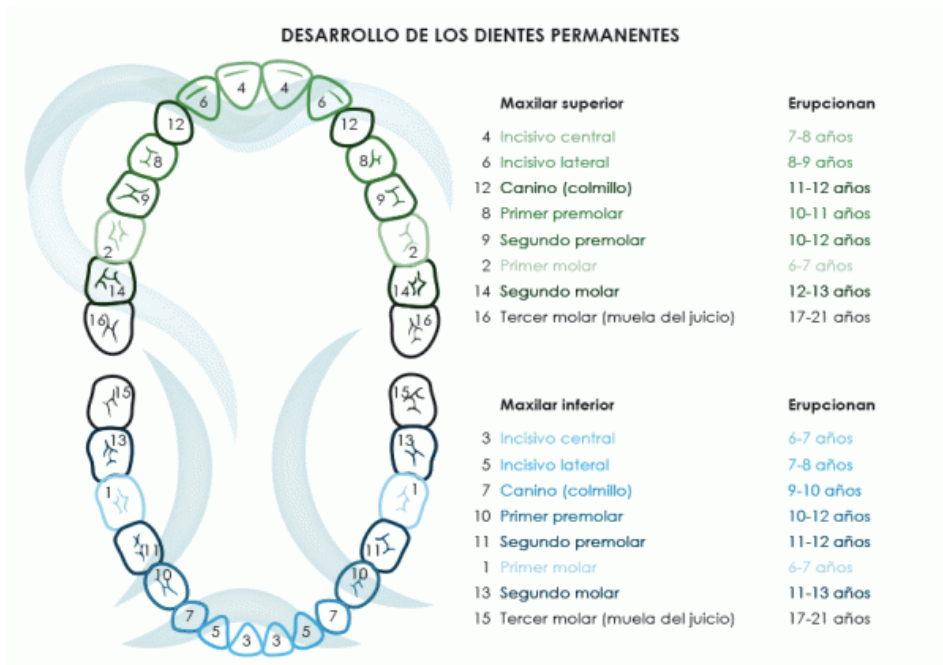 DESARROLLO DE LOS DIENTES PERMANENTES
4 4
6 6
12 12
8 8
9 9
2 2
14 14
16 16
Maxilar superior Erupcionan
4 Incisivo central 7-8 años
6 Incisivo lateral 8-9 años
12 Canino (colmillo) 11-12 años
8 Primer premolar 10-11 años
9 Segundo premolar 10-12 años
2 Primer molar 6-7 años
14 Segundo molar 12-13 años
16 Tercer molar (muela del juicio) 17-21 años
15 15
13 13
1 1
11 11
10 10
7 7
5 5
3 3
Maxilar inferior Erupcionan
3 Incisivo central 6-7 años
5 Incisivo lateral 7-8 años
7 Canino (colmillo) 9-10 años
10 Primer premolar 10-12 años
11 Segundo premolar 11-12 años
1 Primer molar 6-7 años
13 Segundo molar 11-13 años
15 Tercer molar (muela del juicio) 17-21 años